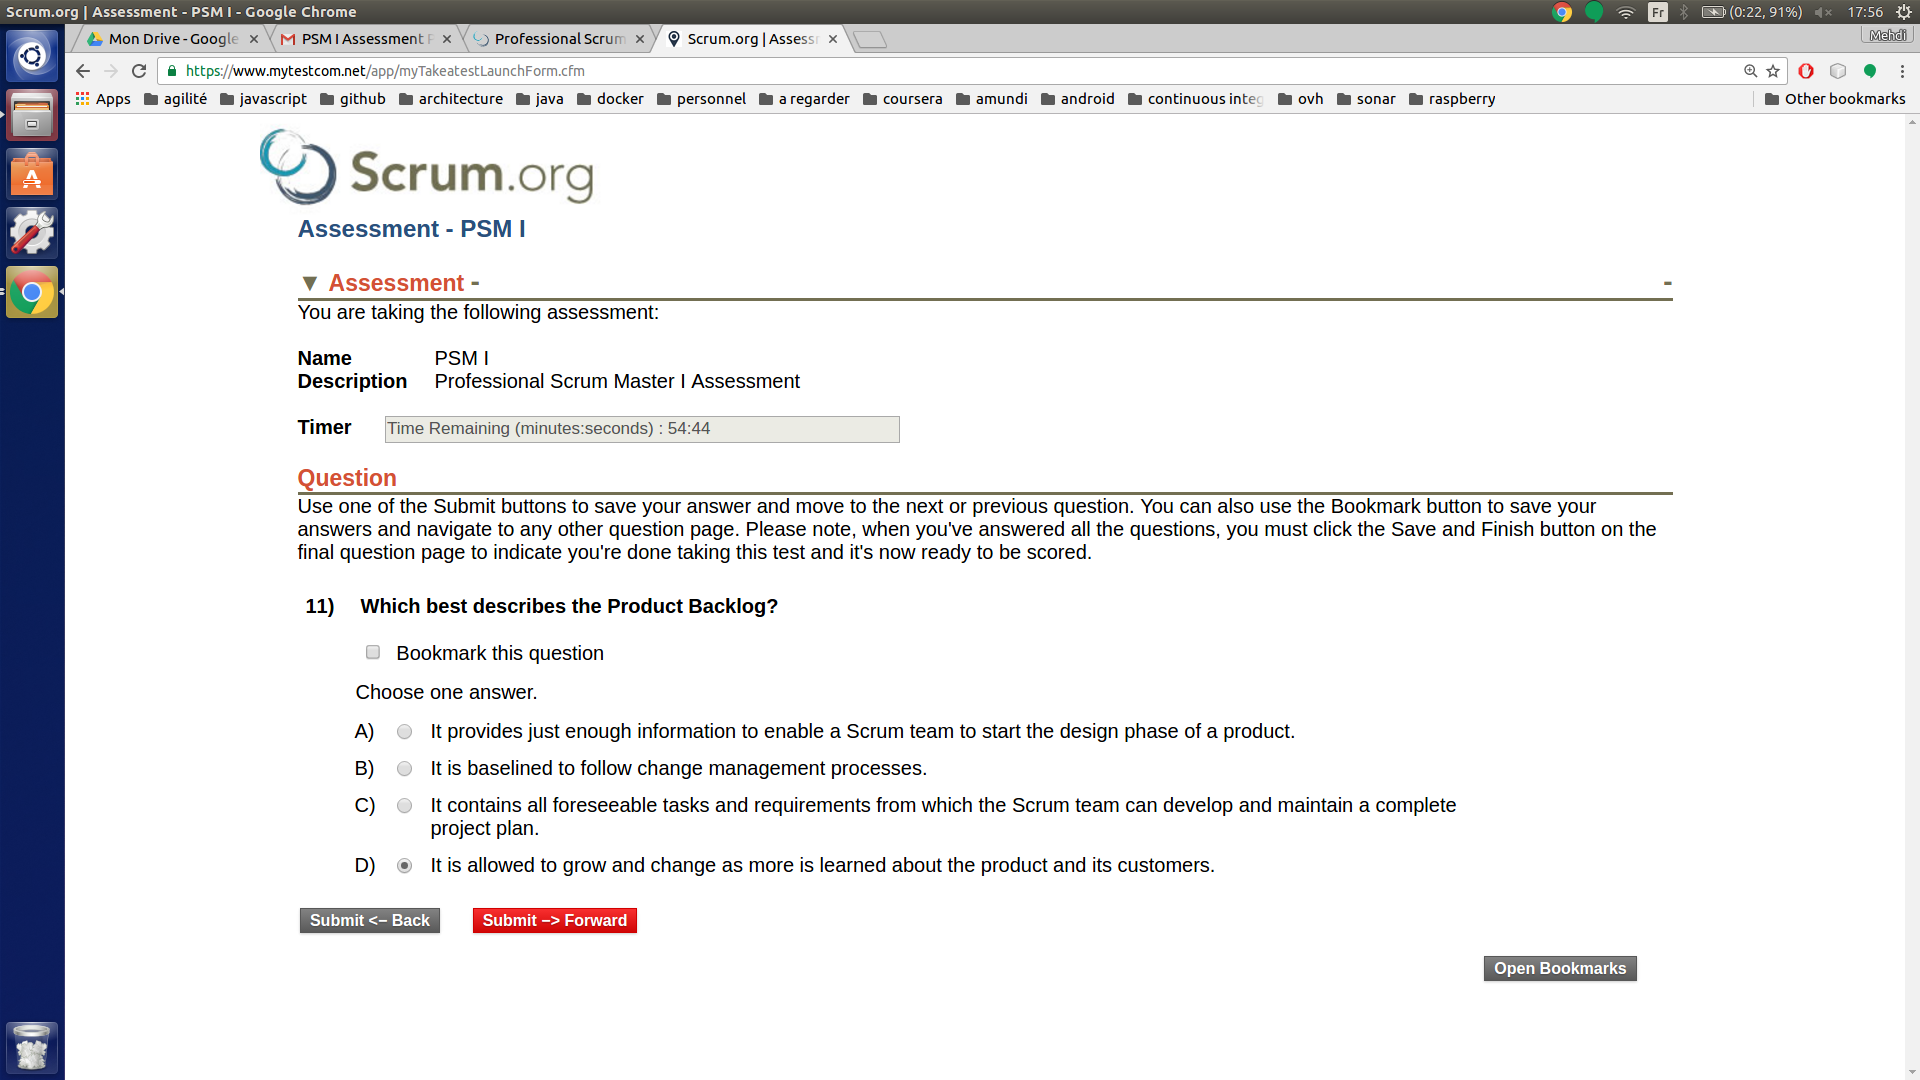 Scrum.org | Assessment - PSM I - Google Chrome
Fr
(0:22, 91%)
17:56
Mon Drive - Google
PSM I Assessment P
Professional Scrum
Scrum.org | Assess
Mehdi
https://www.mytestcom.net/app/myTakeatestLaunchForm.cfm
Apps agilité javascript github architecture java docker personnel a regarder coursera amundi android continuous integ ovh sonar raspberry Other bookmarks
Scrum.org
Assessment - PSM I
▼ Assessment - -
You are taking the following assessment:
Name PSM I
Description Professional Scrum Master I Assessment
Timer Time Remaining (minutes:seconds) : 54:44
Question
Use one of the Submit buttons to save your answer and move to the next or previous question. You can also use the Bookmark button to save your
answers and navigate to any other question page. Please note, when you've answered all the questions, you must click the Save and Finish button on the
final question page to indicate you're done taking this test and it's now ready to be scored.
11) Which best describes the Product Backlog?
Bookmark this question
Choose one answer.
A) It provides just enough information to enable a Scrum team to start the design phase of a product.
B) It is baselined to follow change management processes.
C) It contains all foreseeable tasks and requirements from which the Scrum team can develop and maintain a complete
project plan.
D) It is allowed to grow and change as more is learned about the product and its customers.
Submit <– Back Submit –> Forward
Open Bookmarks